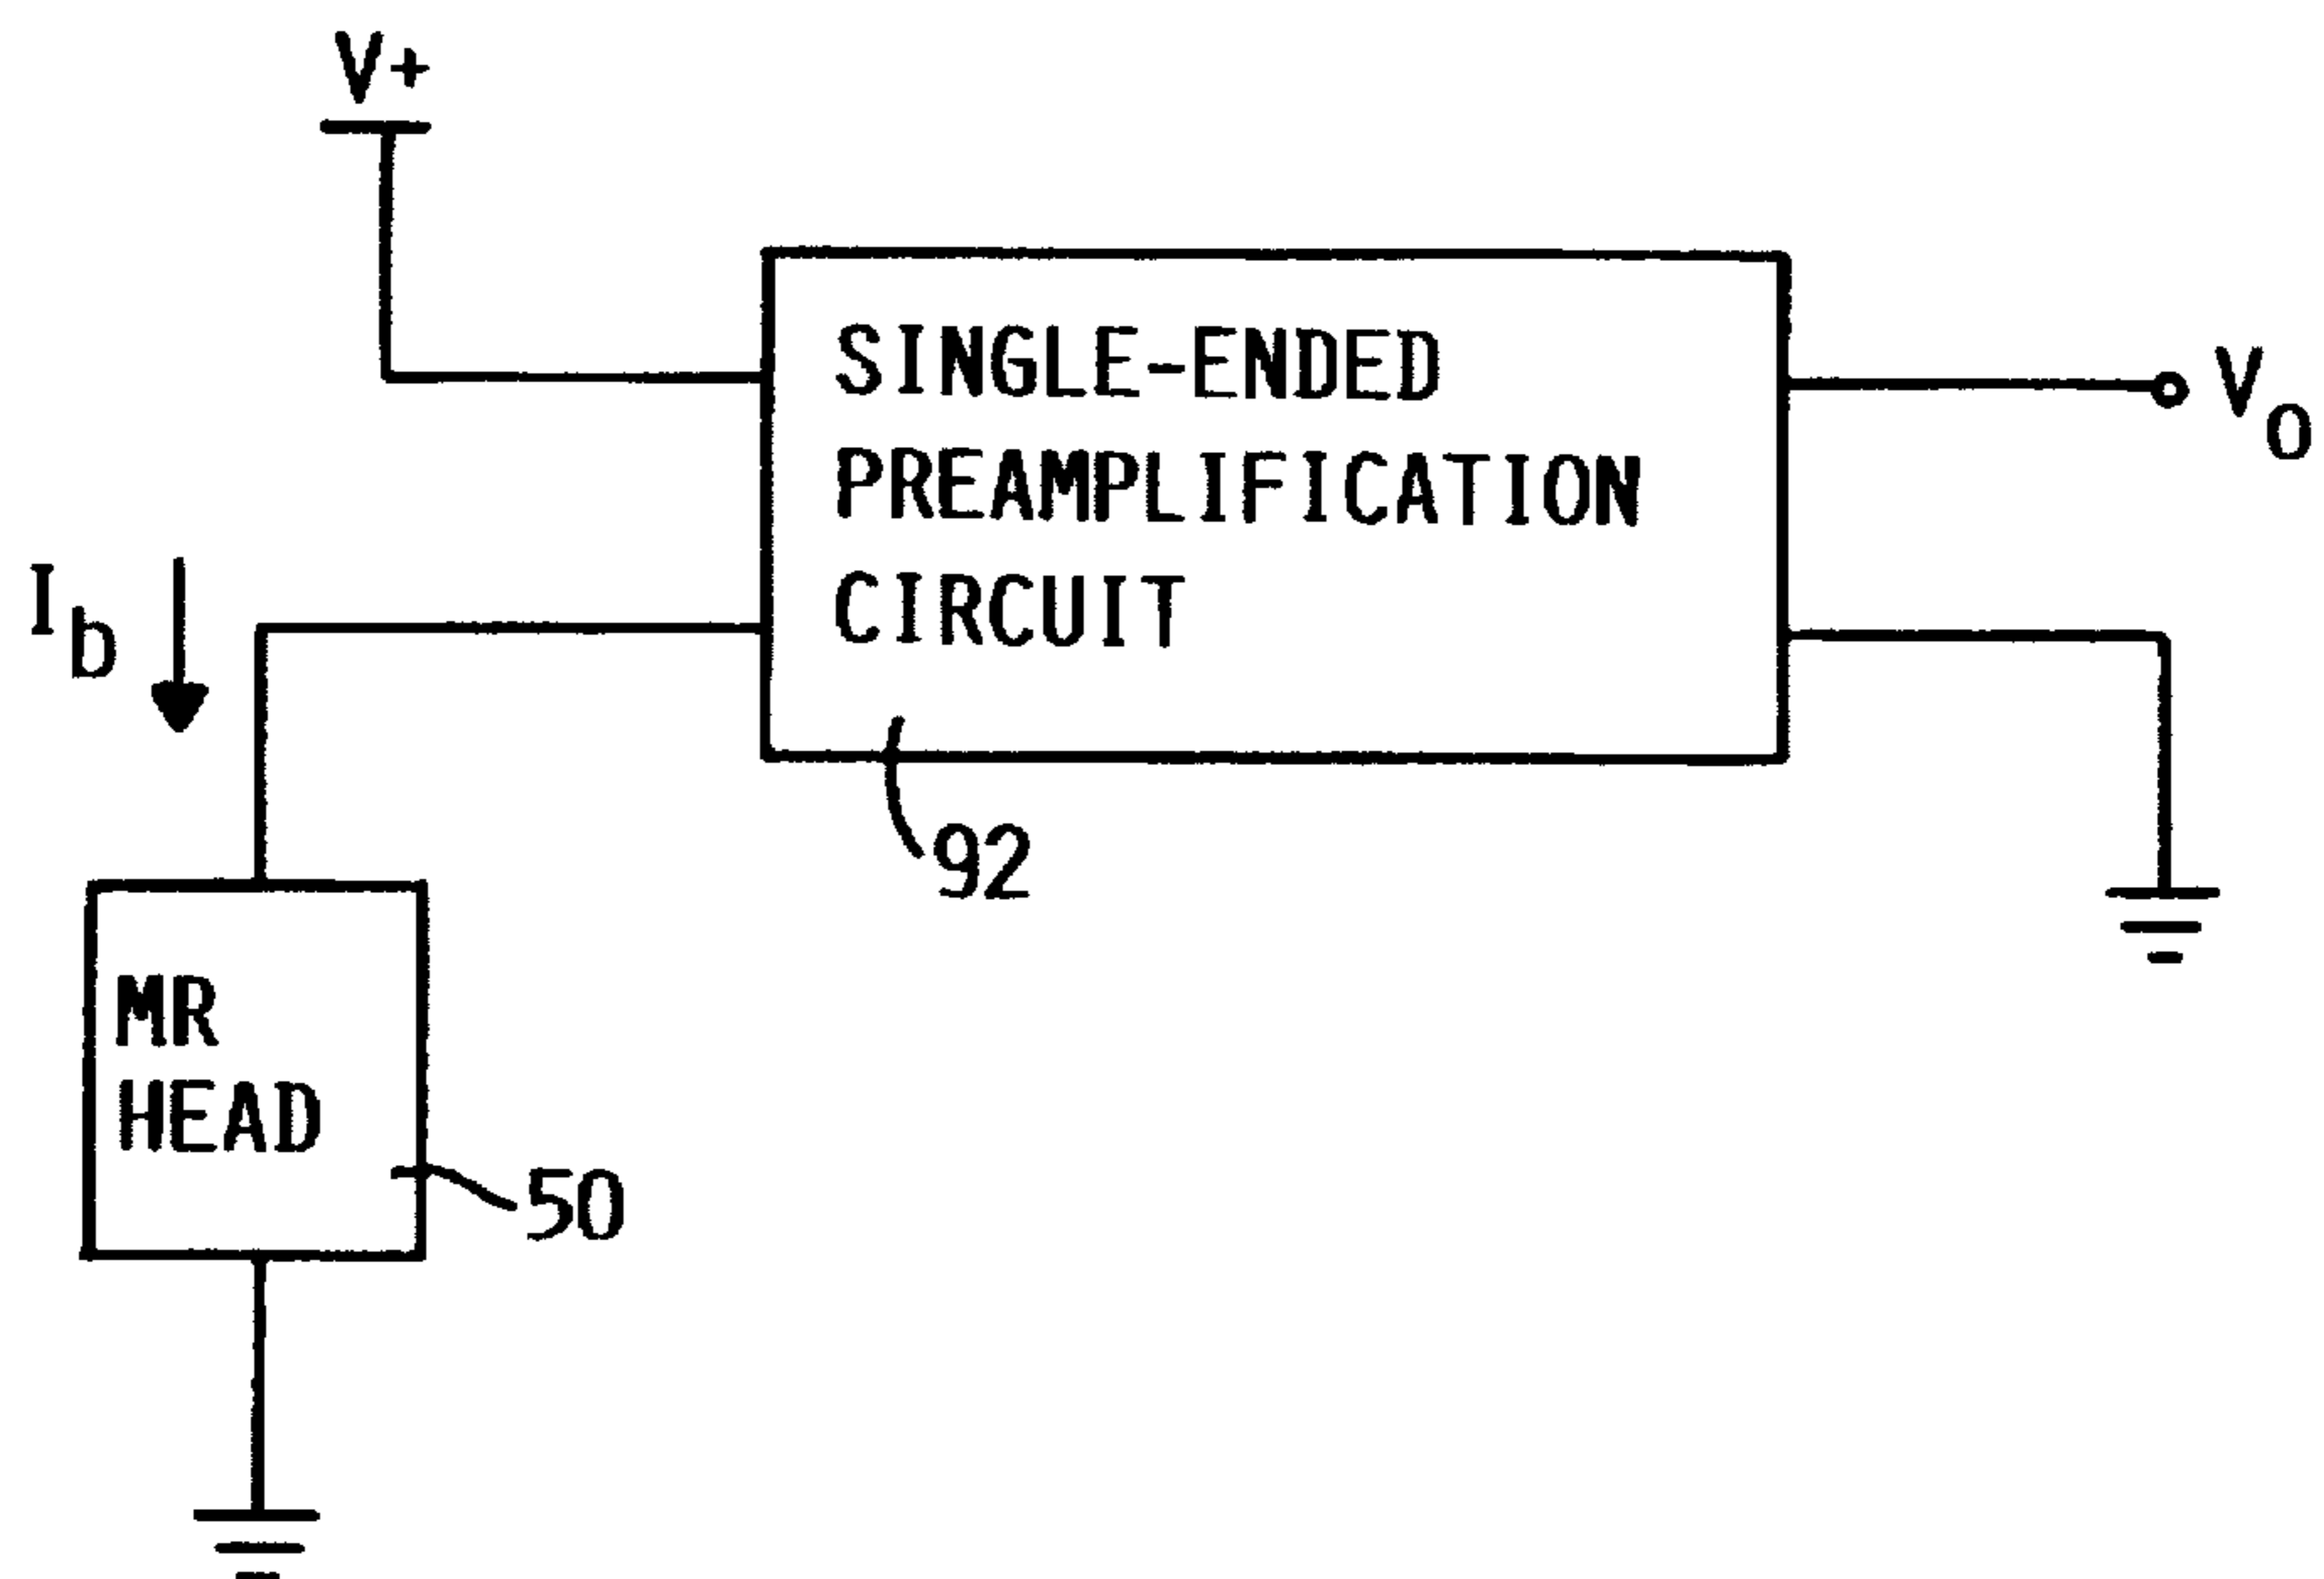 V+
SINGLE-ENDED
PREAMPLIFICATION
CIRCUIT
Vo
Ib
92
MR
HEAD
50